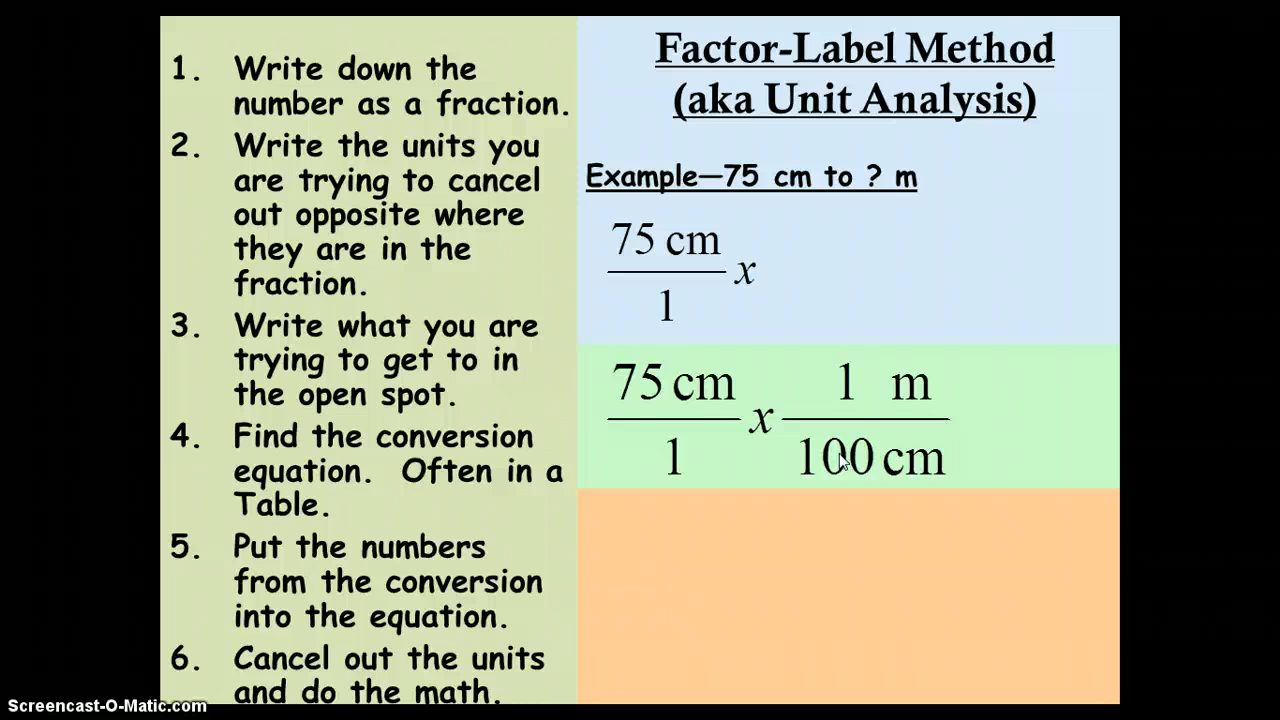 1. Write down the
number as a fraction.
2. Write the units you
are trying to cancel
out opposite where
they are in the
fraction.
3. Write what you are
trying to get to in
the open spot.
4. Find the conversion
equation. Often in a
Table.
5. Put the numbers
from the conversion
into the equation.
6. Cancel out the units
and do the math.
Factor-Label Method
(aka Unit Analysis)
Example—75 cm to ? m
75 cm
x
1
75 cm 1 m
x
1 100 cm
Screencast-O-Matic.com